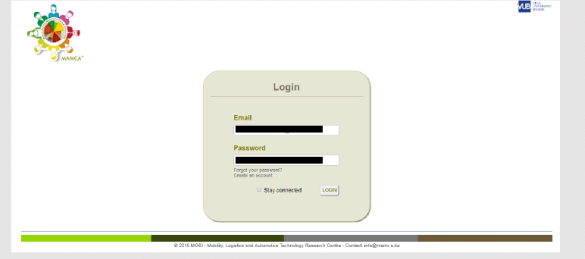 MAMCA
VUB
Login
Email
Password
Forgot your password?
Create an account
Stay connected
LOGIN
© 2015 MOBI - Mobility, Logistics and Automotive Technology Research Centre - Contact: info@mamca.be